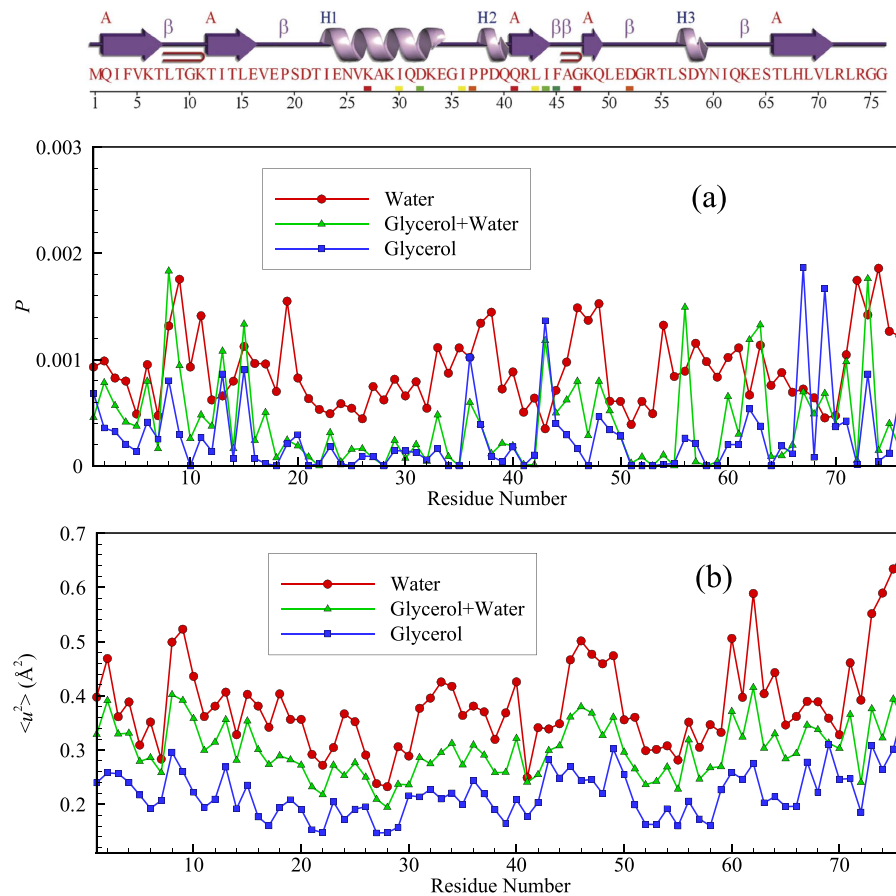 A β A β H1 H2 A ββ A H3 β A
MQIFVKTLTGKTITLEVEPSDTIENVKAKIQDKEGIPPDQQRLIFAGKQLEDGRTLSDYNIQKESTLHLVLRLRGG
1 5 10 15 20 25 30 35 40 45 50 55 60 65 70 75
0.003
(a)
Water
Glycerol+Water
Glycerol
0.002
P
0.001
0
10 20 30 40 50 60 70
Residue Number
0.7
(b)
Water
Glycerol+Water
Glycerol
0.6
0.5
<u²> (Å²)
0.4
0.3
0.2
10 20 30 40 50 60 70
Residue Number